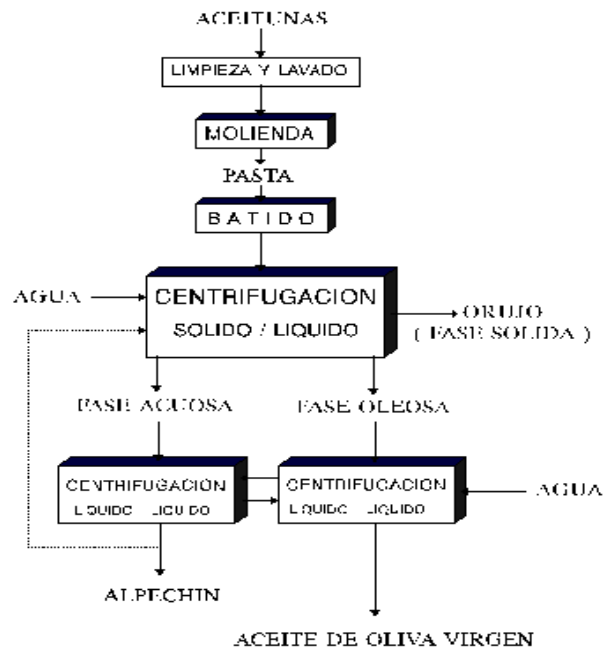 ACEITUNAS
LIMPIEZA Y LAVADO
MOLIENDA
PASTA
BATIDO
AGUA
CENTRIFUGACION
SOLIDO / LIQUIDO
ORUJO
( FASE SOLIDA )
FASE ACUOSA
FASE OLEOSA
CENTRIFUGACION
LIQUIDO LIQUIDO
CENTRIFUGACION
LIQUIDO LIQUIDO
AGUA
ALPECHIN
ACEITE DE OLIVA VIRGEN